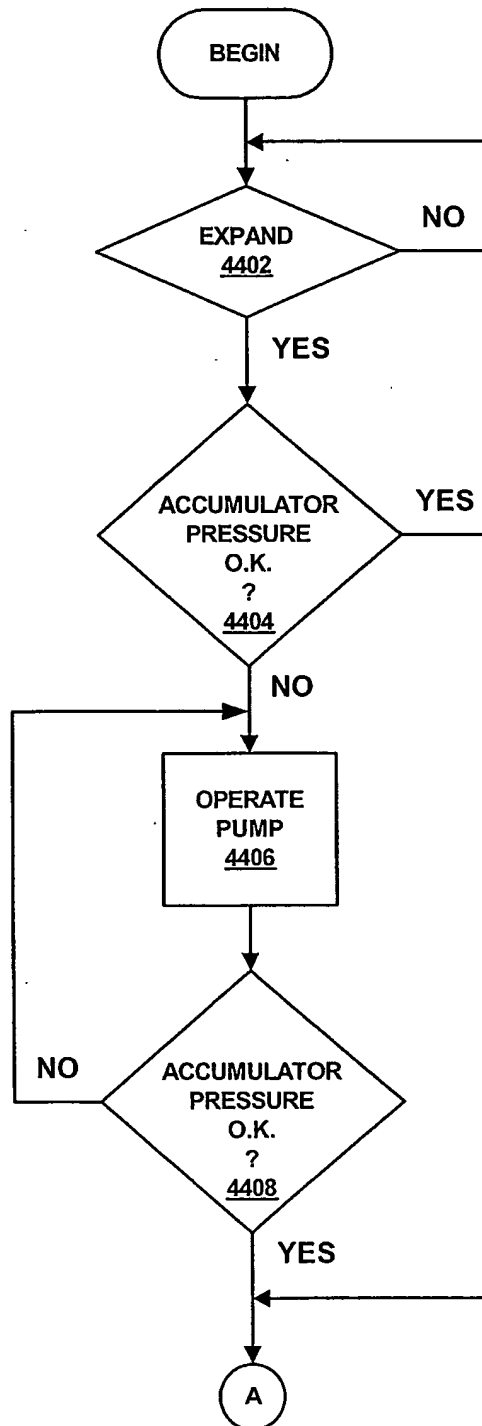 BEGIN
EXPAND
4402
NO
YES
ACCUMULATOR
PRESSURE
O.K.
?
4404
YES
NO
OPERATE
PUMP
4406
ACCUMULATOR
PRESSURE
O.K.
?
4408
NO
YES
A